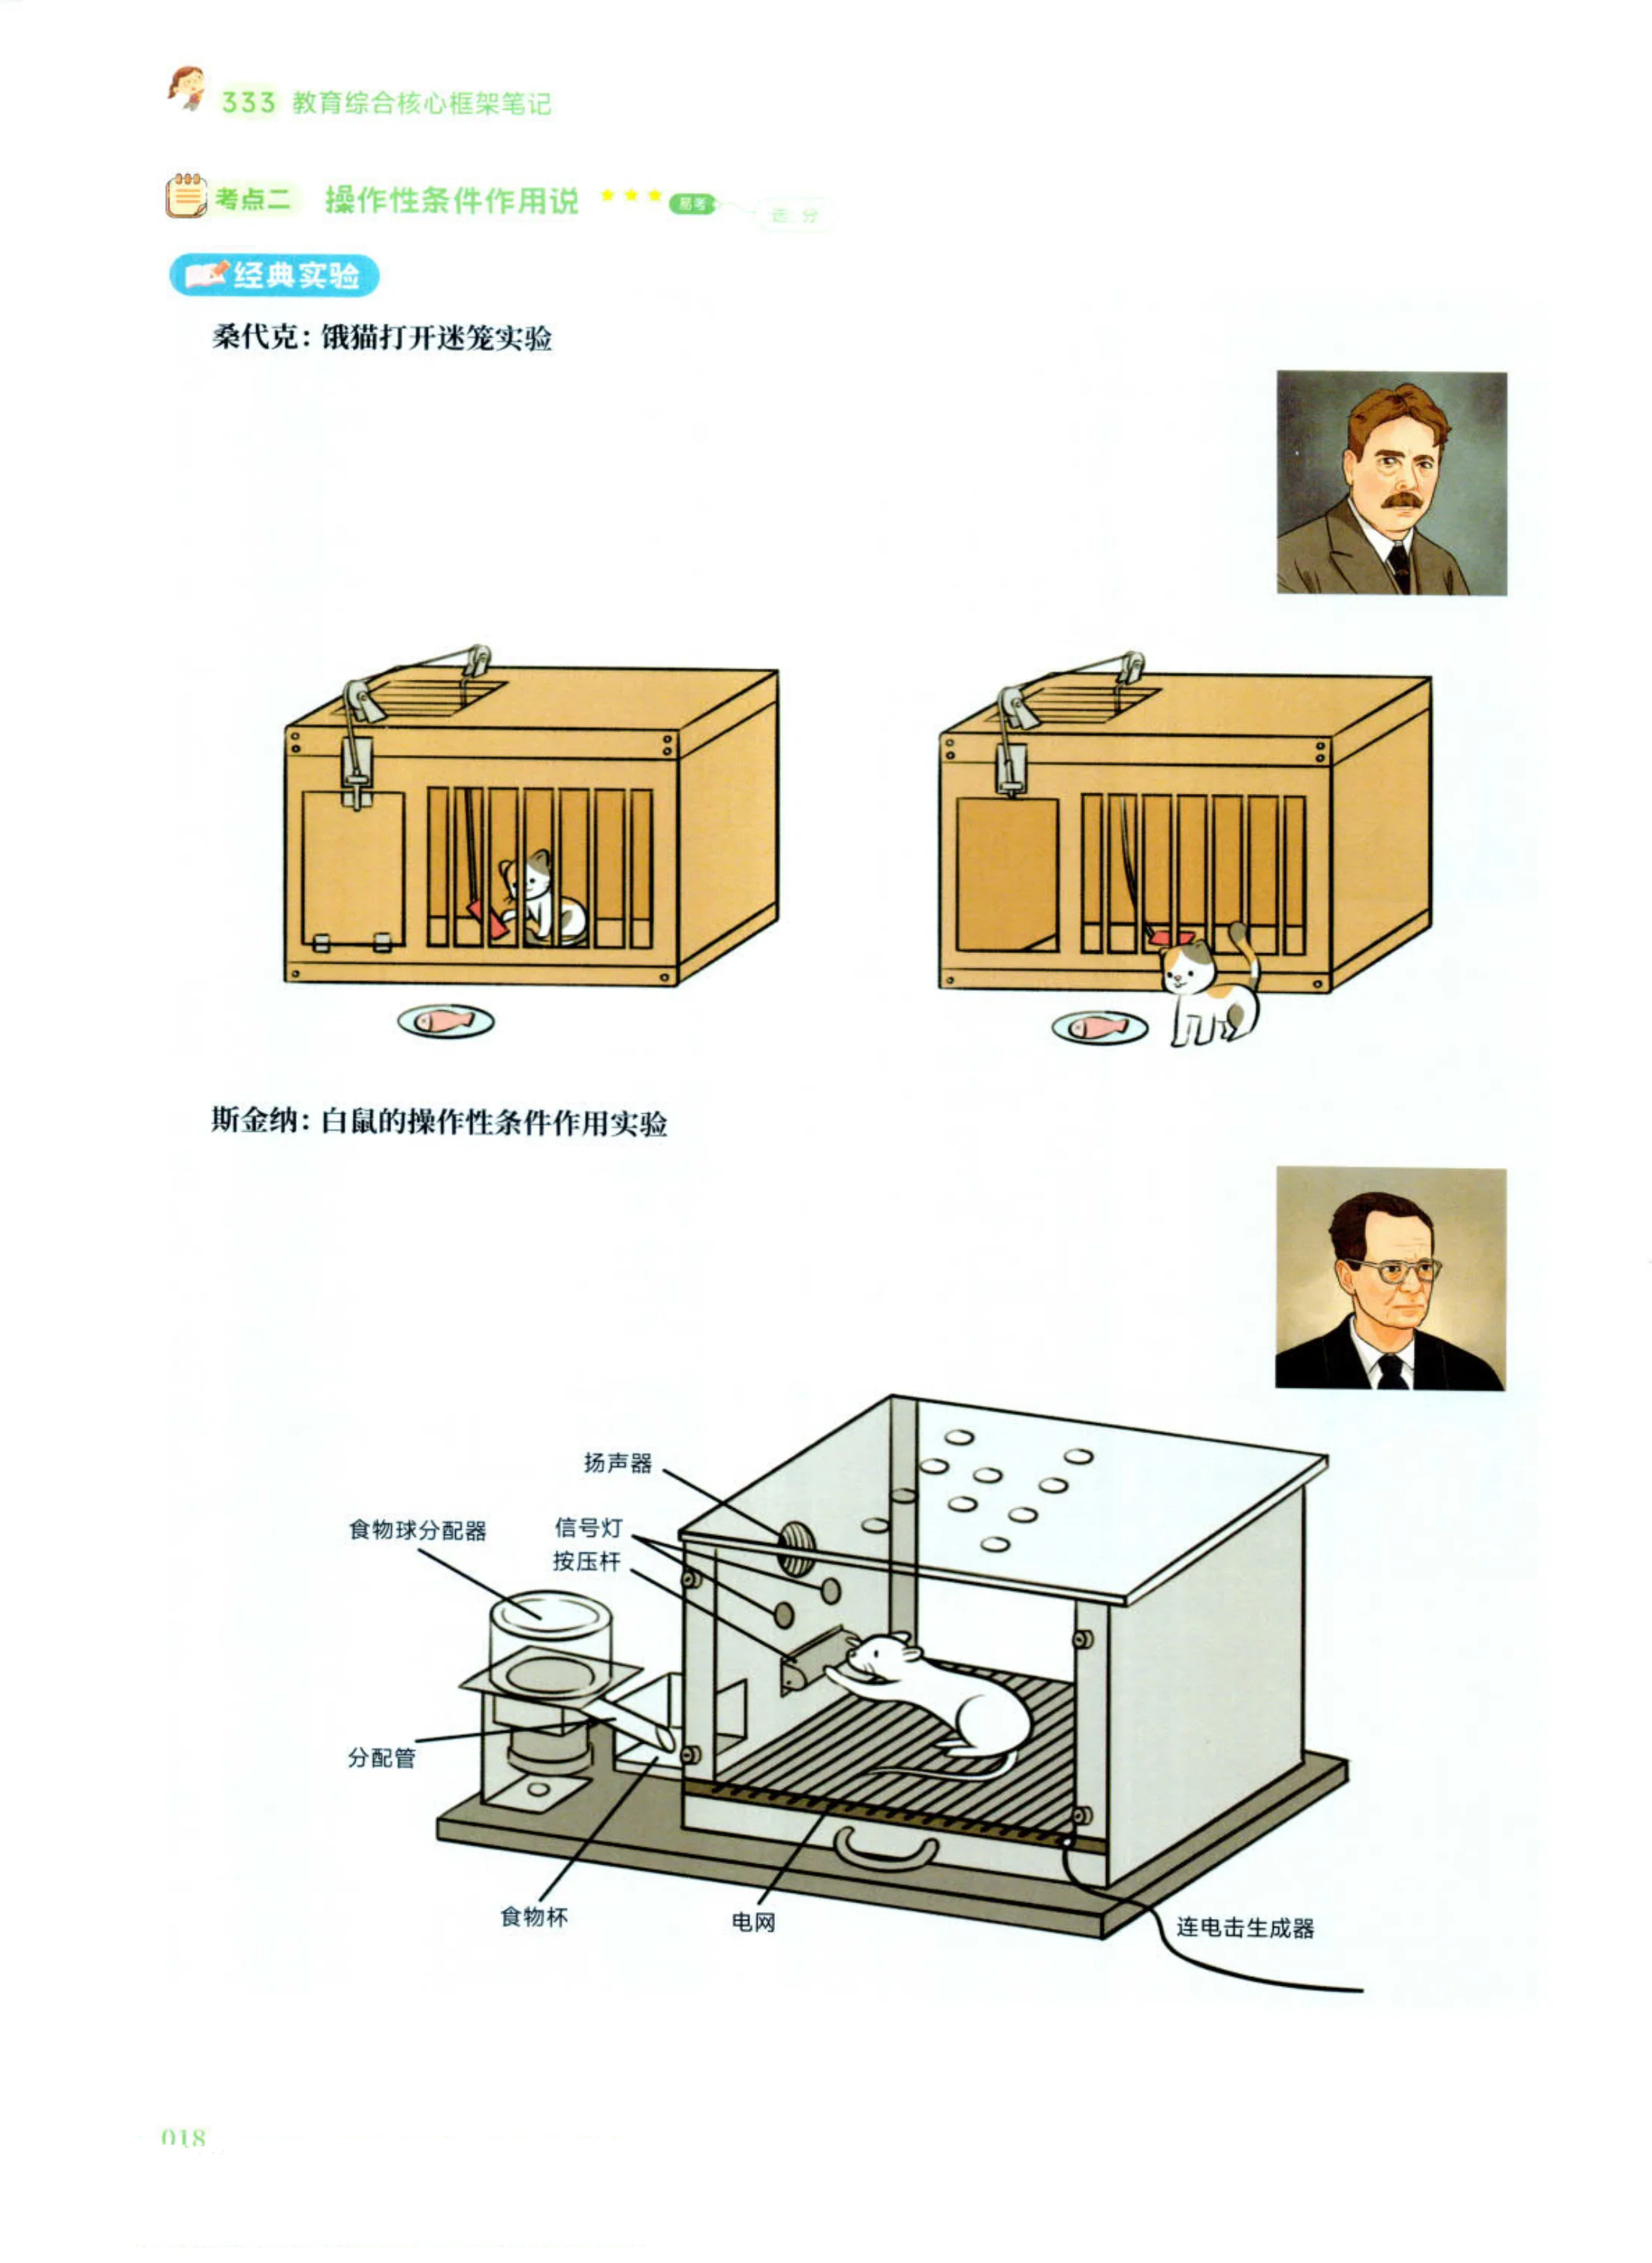 333 教育综合核心框架笔记
考点二 操作性条件作用说 易考
经典实验
桑代克：饿猫打开迷笼实验
斯金纳：白鼠的操作性条件作用实验
扬声器
食物球分配器
信号灯
按压杆
分配管
食物杯
电网
连电击生成器
018